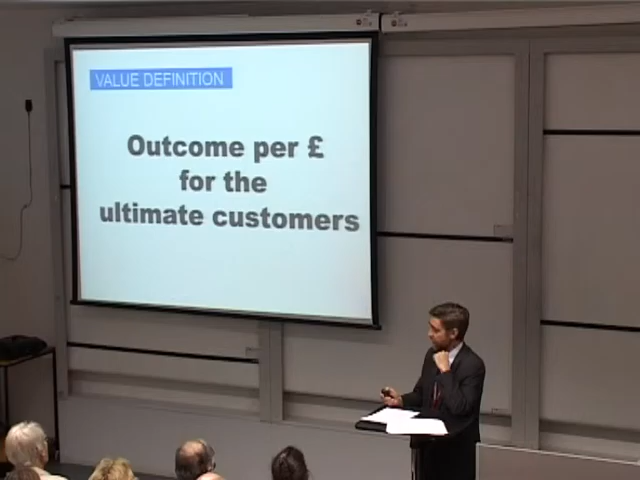 VALUE DEFINITION
Outcome per £
for the
ultimate customers